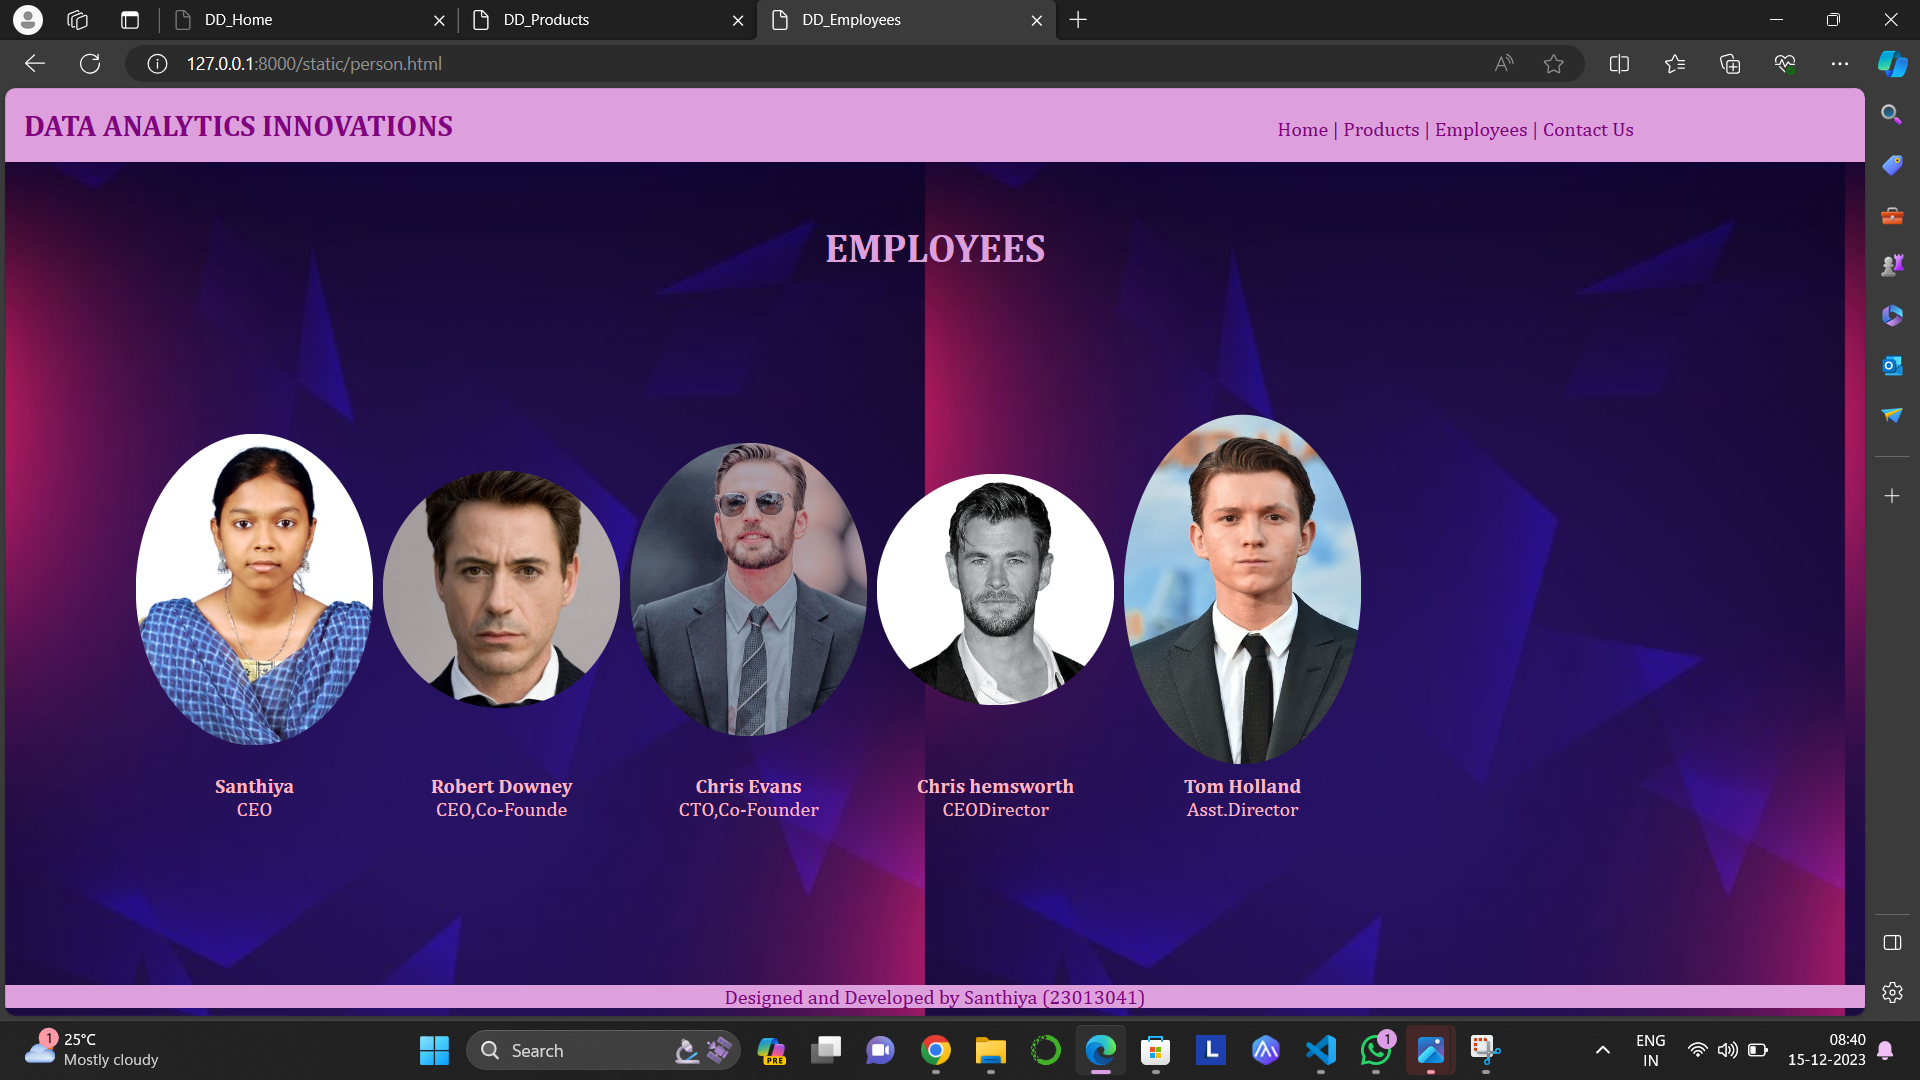 DD_Home
DD_Products
DD_Employees
127.0.0.1:8000/static/person.html
DATA ANALYTICS INNOVATIONS
Home | Products | Employees | Contact Us
EMPLOYEES
Santhiya
CEO
Robert Downey
CEO,Co-Founde
Chris Evans
CTO,Co-Founder
Chris hemsworth
CEODirector
Tom Holland
Asst.Director
Designed and Developed by Santhiya (23013041)
1
25°C
Mostly cloudy
Search
PRE
L
1
ENG
IN
08:40
15-12-2023